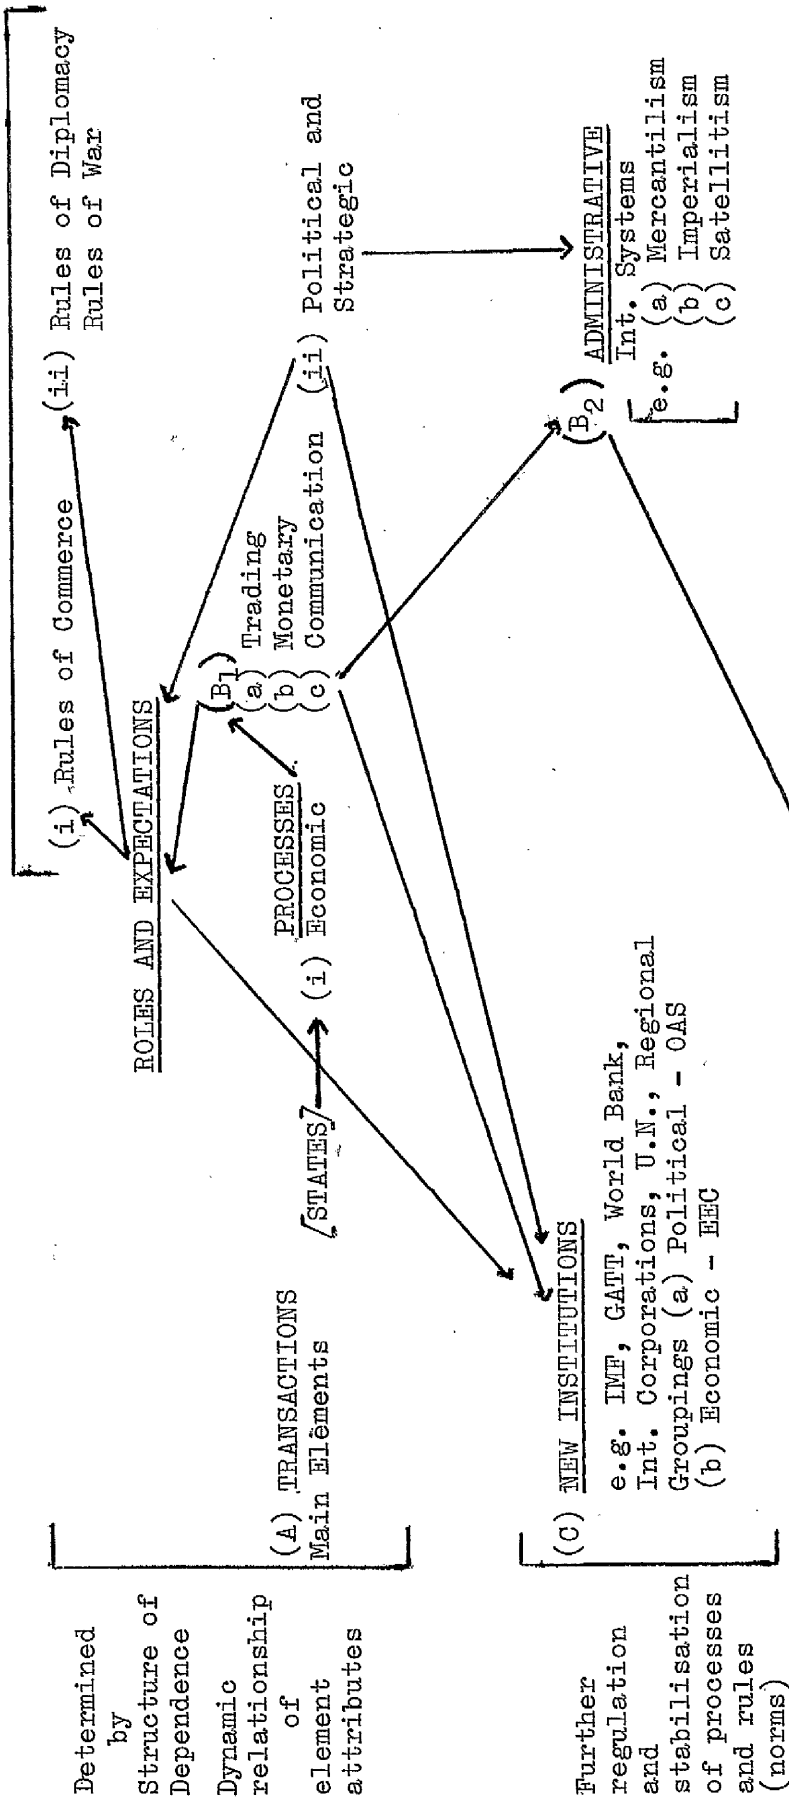 Determined
by
Structure of
Dependence
Dynamic
relationship
of
element
attributes
(A) TRANSACTIONS
Main Elements
[STATES]
ROLES AND EXPECTATIONS
(i) Rules of Commerce
(ii) Rules of Diplomacy
Rules of War
PROCESSES
(i) Economic
(B1)
(a) Trading
(b) Monetary
(c) Communication
(ii) Political and
Strategic
Further
regulation
and
stabilisation
of processes
and rules
(norms)
(C) NEW INSTITUTIONS
e.g. IMF, GATT, World Bank,
Int. Corporations, U.N., Regional
Groupings (a) Political - OAS
(b) Economic - EEC
(B2) ADMINISTRATIVE
Int. Systems
e.g. (a) Mercantilism
(b) Imperialism
(c) Satellitism